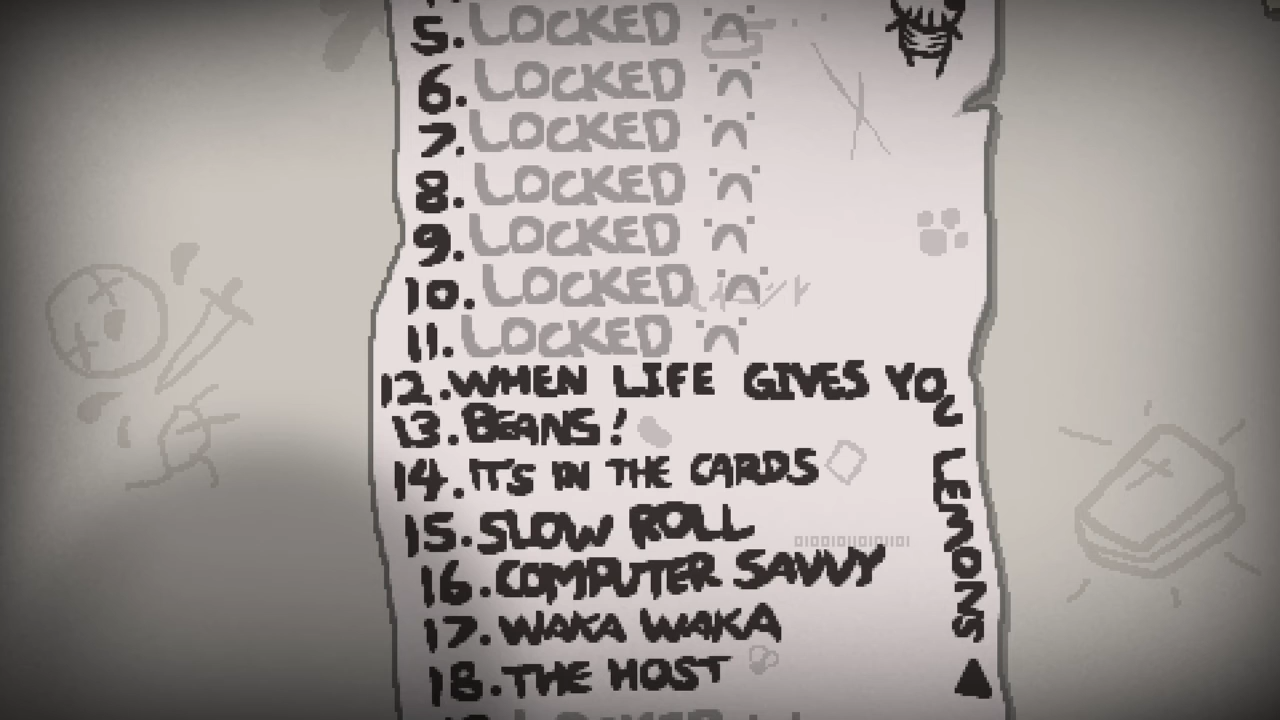 5. LOCKED
6. LOCKED
7. LOCKED
8. LOCKED
9. LOCKED
10. LOCKED
11. LOCKED
12. WHEN LIFE GIVES YOU LEMONS
13. BEANS!
14. IT'S IN THE CARDS
15. SLOW ROLL
01001011011101
16. COMPUTER SAVVY
17. WAKA WAKA
18. THE HOST
LOCKED